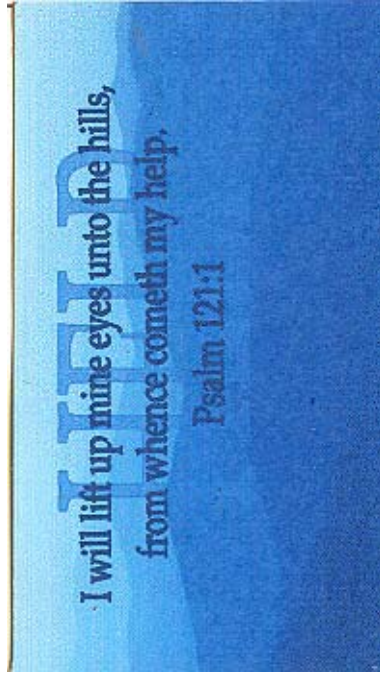 I will lift up mine eyes unto the hills,
from whence cometh my help.
Psalm 121:1